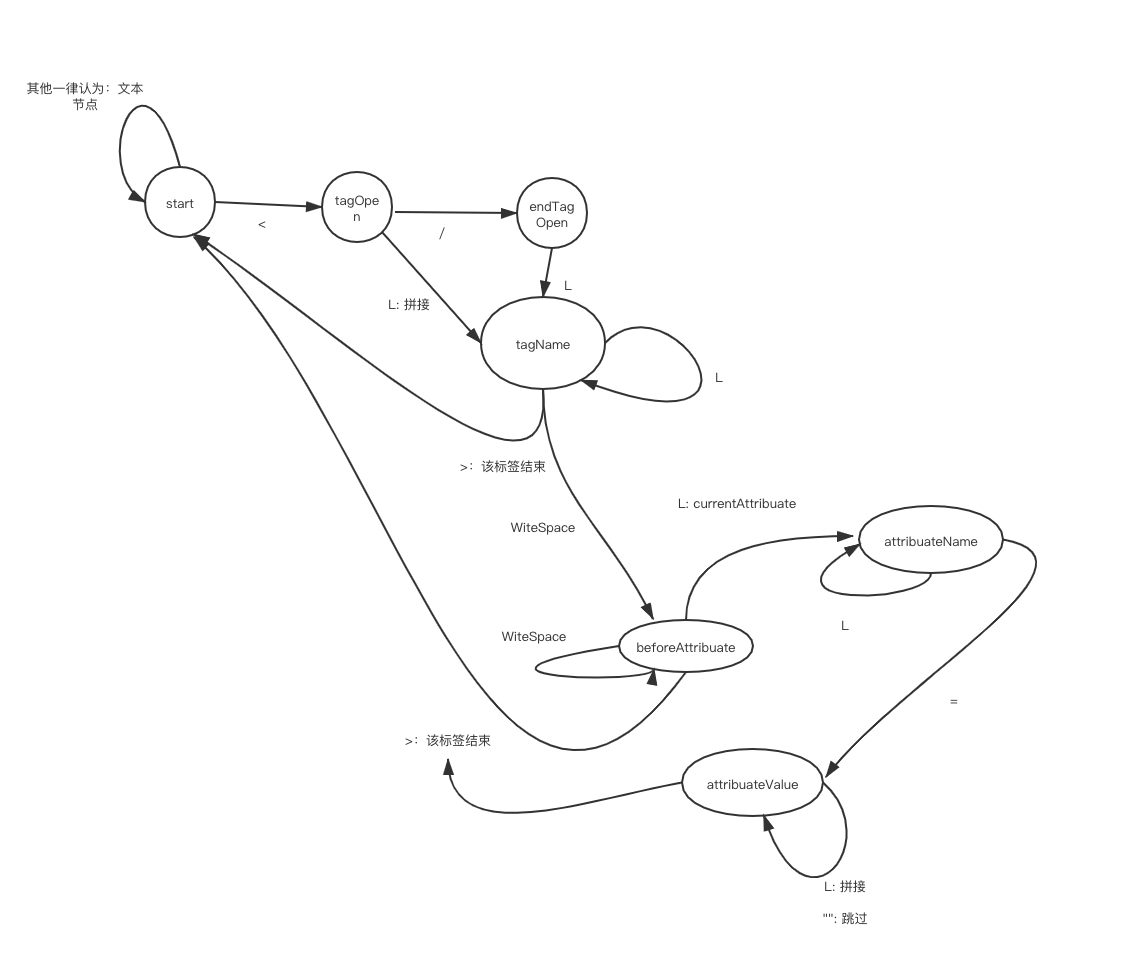 其他一律认为：文本
节点
start
<
tagOpe
n
/
endTag
Open
L
L: 拼接
tagName
L
>：该标签结束
WiteSpace
L: currentAttribuate
attribuateName
L
WiteSpace
beforeAttribuate
=
>：该标签结束
attribuateValue
L: 拼接
"": 跳过